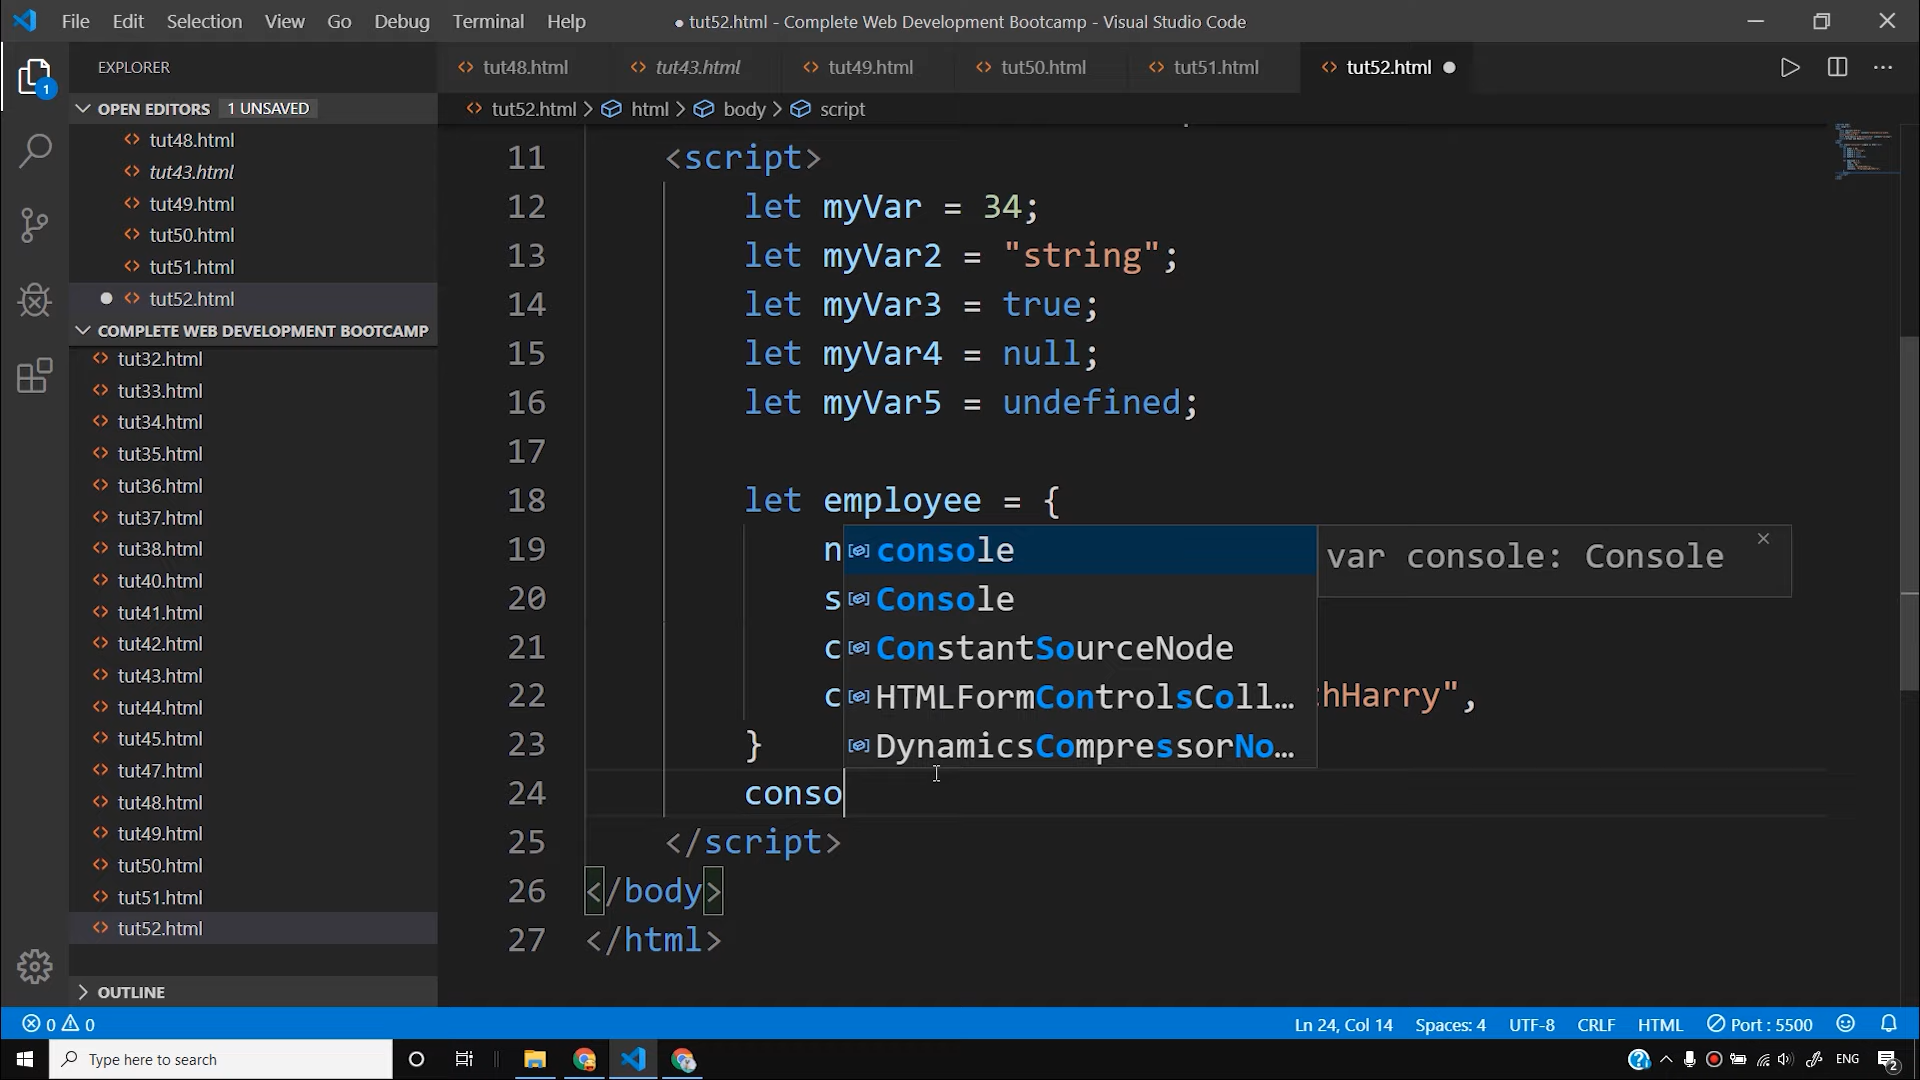 File Edit Selection View Go Debug Terminal Help
● tut52.html - Complete Web Development Bootcamp - Visual Studio Code
EXPLORER
OPEN EDITORS 1 UNSAVED
tut48.html
tut43.html
tut49.html
tut50.html
tut51.html
tut52.html
COMPLETE WEB DEVELOPMENT BOOTCAMP
tut32.html
tut33.html
tut34.html
tut35.html
tut36.html
tut37.html
tut38.html
tut40.html
tut41.html
tut42.html
tut43.html
tut44.html
tut45.html
tut47.html
tut48.html
tut49.html
tut50.html
tut51.html
tut52.html
OUTLINE
1
tut48.html tut43.html tut49.html tut50.html tut51.html tut52.html ●
tut52.html > html > body > script
11 <script>
12 let myVar = 34;
13 let myVar2 = "string";
14 let myVar3 = true;
15 let myVar4 = null;
16 let myVar5 = undefined;
17
18 let employee = {
19 n
20 s
21 c
22 c hHarry",
23 }
24 conso
25 </script>
26 </body>
27 </html>
console
Console
ConstantSourceNode
HTMLFormControlsColl…
DynamicsCompressorNo…
var console: Console
0 0
Ln 24, Col 14 Spaces: 4 UTF-8 CRLF HTML Port : 5500
Type here to search
ENG
2